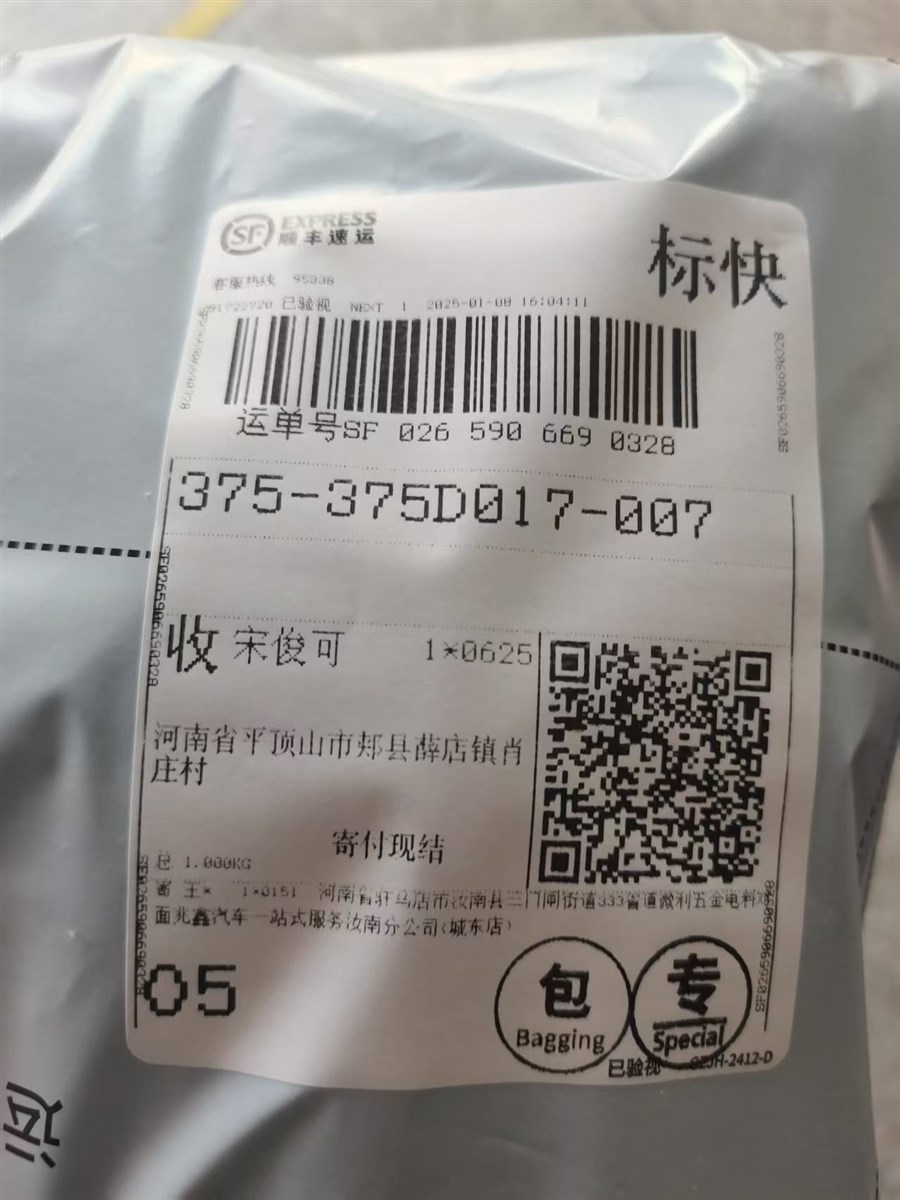 SF EXPRESS
顺丰速运
标快
客服热线 95338
已验视 NEXT 1 2025-01-08 16:04:11
运单号SF 026 590 669 0328
375-375D017-007
收 宋俊可 1*0625
河南省平顶山市郏县薛店镇肖
庄村
寄付现结
1.000KG
寄 王* 1*0151 河南省驻马店市汝南县三门闸街道333省道微利五金电料对
面兆鑫汽车一站式服务汝南分公司(城东店)
05
包
Bagging
专
Special
已验视
SF0265906690328
SF0265906690328
SF0265906690328
SF0265906690328
运